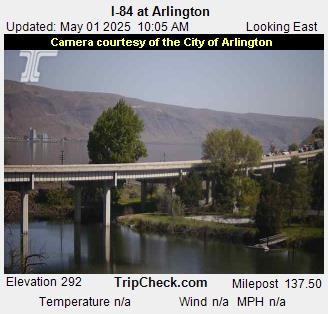 I-84 at Arlington
Updated: May 01 2025 10:05 AM Looking East
Camera courtesy of the City of Arlington
Elevation 292 TripCheck.com Milepost 137.50
Temperature n/a Wind n/a MPH n/a